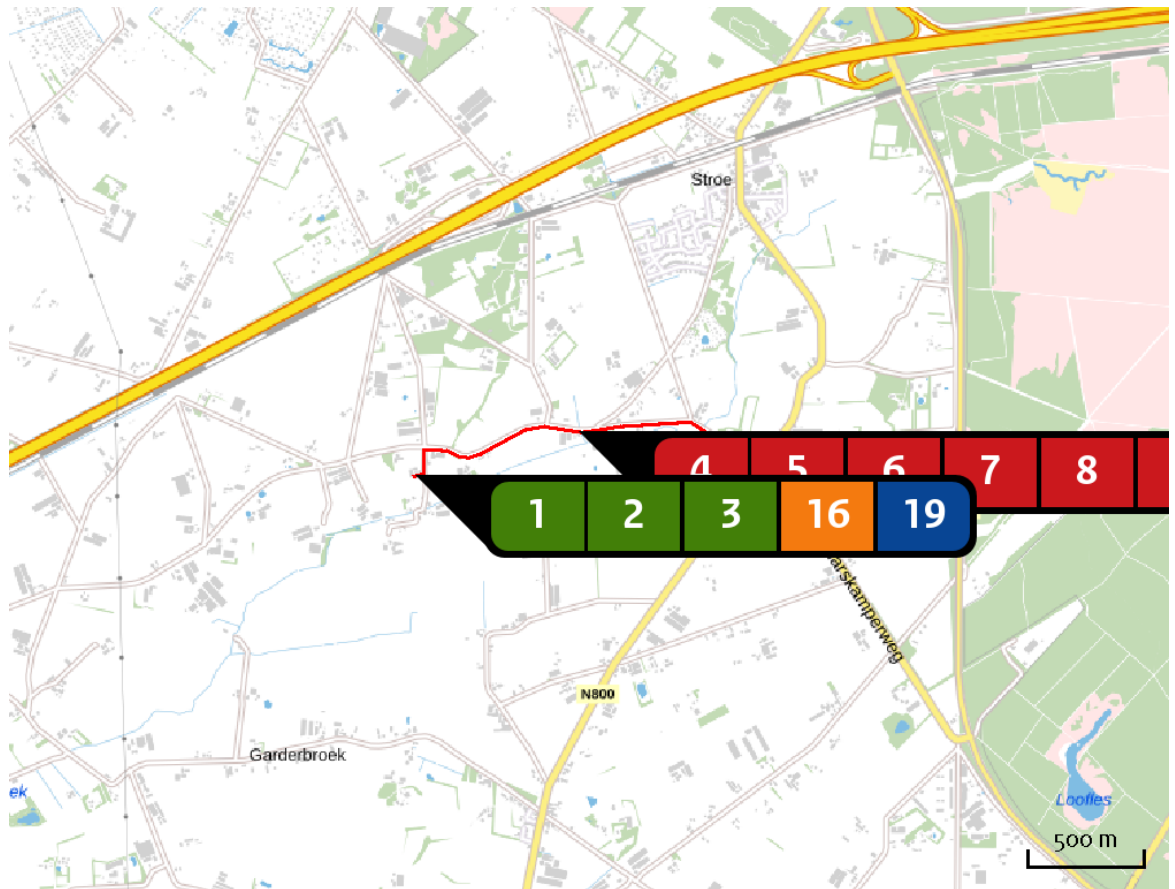 Stroe
4 5 6 7 8
1 2 3 16 19
arskamperweg
N800
Garderbroek
ek
Loofles
500 m